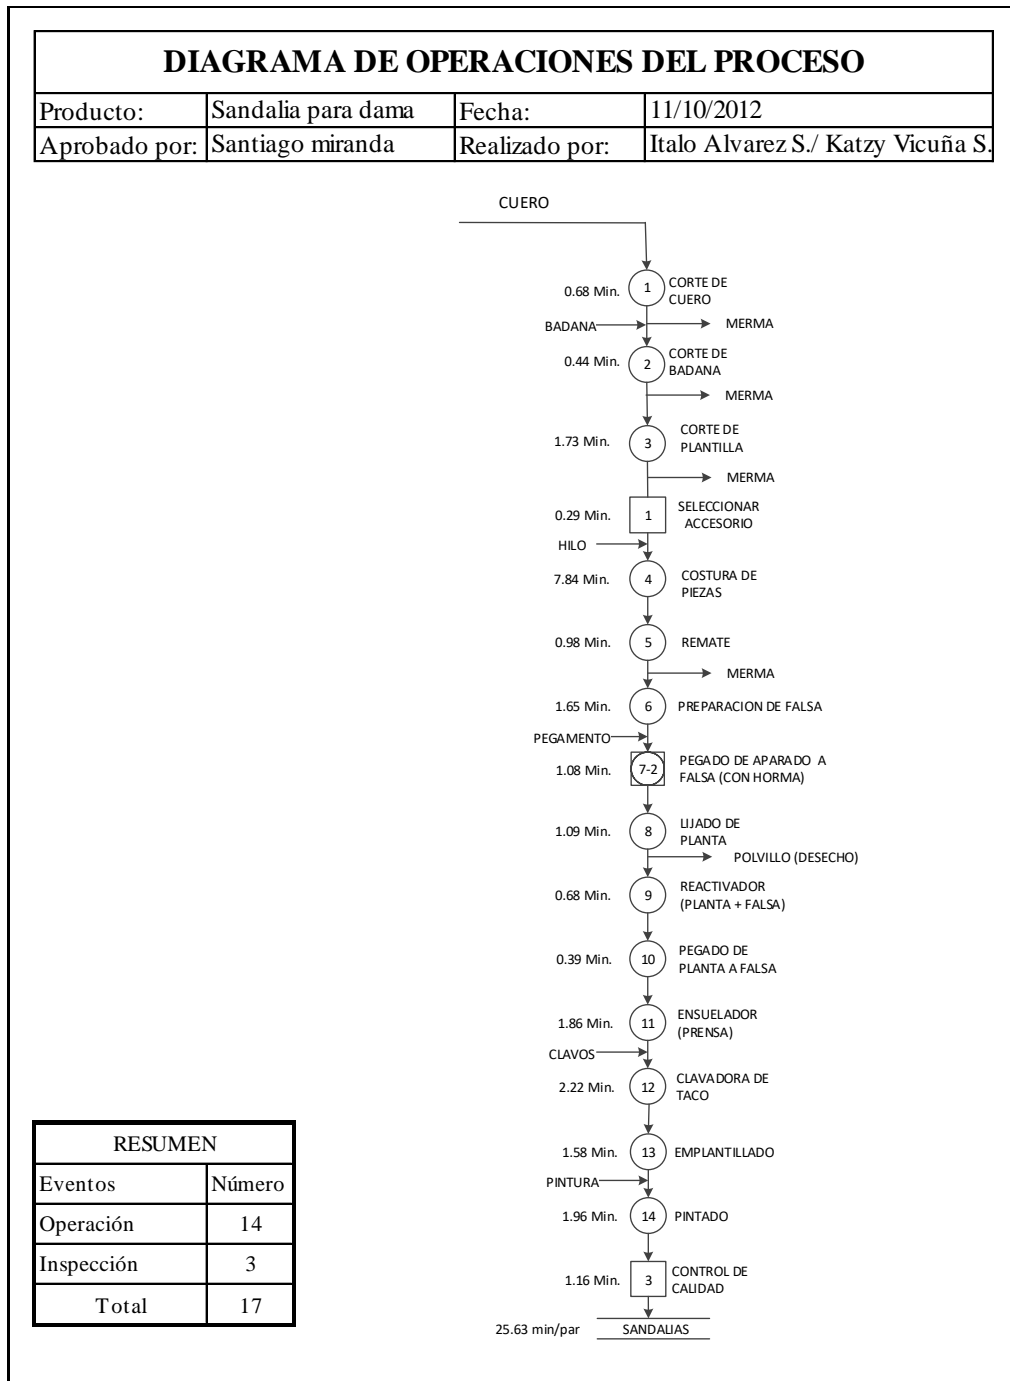 DIAGRAMA DE OPERACIONES DEL PROCESO
Producto: Sandalia para dama Fecha: 11/10/2012
Aprobado por: Santiago miranda Realizado por: Italo Alvarez S./ Katzy Vicuña S.
CUERO
0.68 Min. 1 CORTE DE
CUERO
BADANA MERMA
0.44 Min. 2 CORTE DE
BADANA
MERMA
1.73 Min. 3 CORTE DE
PLANTILLA
MERMA
0.29 Min. 1 SELECCIONAR
ACCESORIO
HILO
7.84 Min. 4 COSTURA DE
PIEZAS
0.98 Min. 5 REMATE
MERMA
1.65 Min. 6 PREPARACION DE FALSA
PEGAMENTO
1.08 Min. 7-2 PEGADO DE APARADO A
FALSA (CON HORMA)
1.09 Min. 8 LIJADO DE
PLANTA
POLVILLO (DESECHO)
0.68 Min. 9 REACTIVADOR
(PLANTA + FALSA)
0.39 Min. 10 PEGADO DE
PLANTA A FALSA
1.86 Min. 11 ENSUELADOR
(PRENSA)
CLAVOS
2.22 Min. 12 CLAVADORA DE
TACO
1.58 Min. 13 EMPLANTILLADO
PINTURA
1.96 Min. 14 PINTADO
1.16 Min. 3 CONTROL DE
CALIDAD
25.63 min/par SANDALIAS
RESUMEN
Eventos Número
Operación 14
Inspección 3
Total 17